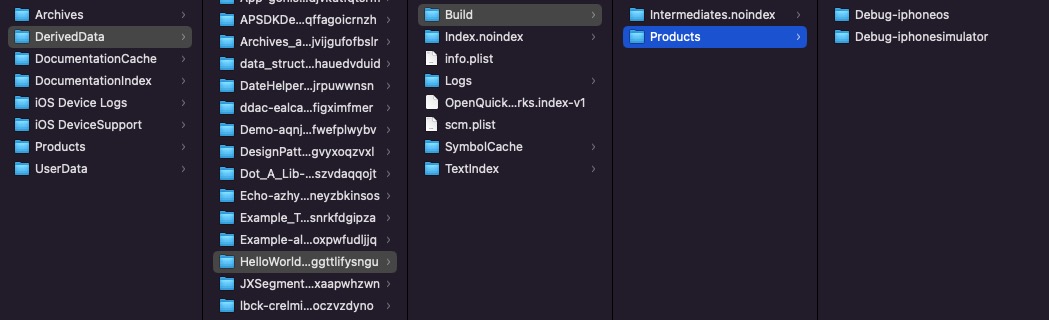 Archives
DerivedData
DocumentationCache
DocumentationIndex
iOS Device Logs
iOS DeviceSupport
Products
UserData
APSDKDe...qffagoicrnzh
Archives_a...jvijgufofbslr
data_struct...hauedvduid
DateHelper...jrpuwwnsn
ddac-ealca...figximfmer
Demo-aqnj...fwefplwybv
DesignPatt...gvyxoqzvxl
Dot_A_Lib-...szvdaqqojt
Echo-azhy...neyzbkinsos
Example_T...snrkfdgipza
Example-al...oxpwfudljjq
HelloWorld...ggttlifysngu
JXSegment...xaapwhzwn
lbck-crelmi...oczvzdyno
Build
Index.noindex
info.plist
Logs
OpenQuick...rks.index-v1
scm.plist
SymbolCache
TextIndex
Intermediates.noindex
Products
Debug-iphoneos
Debug-iphonesimulator